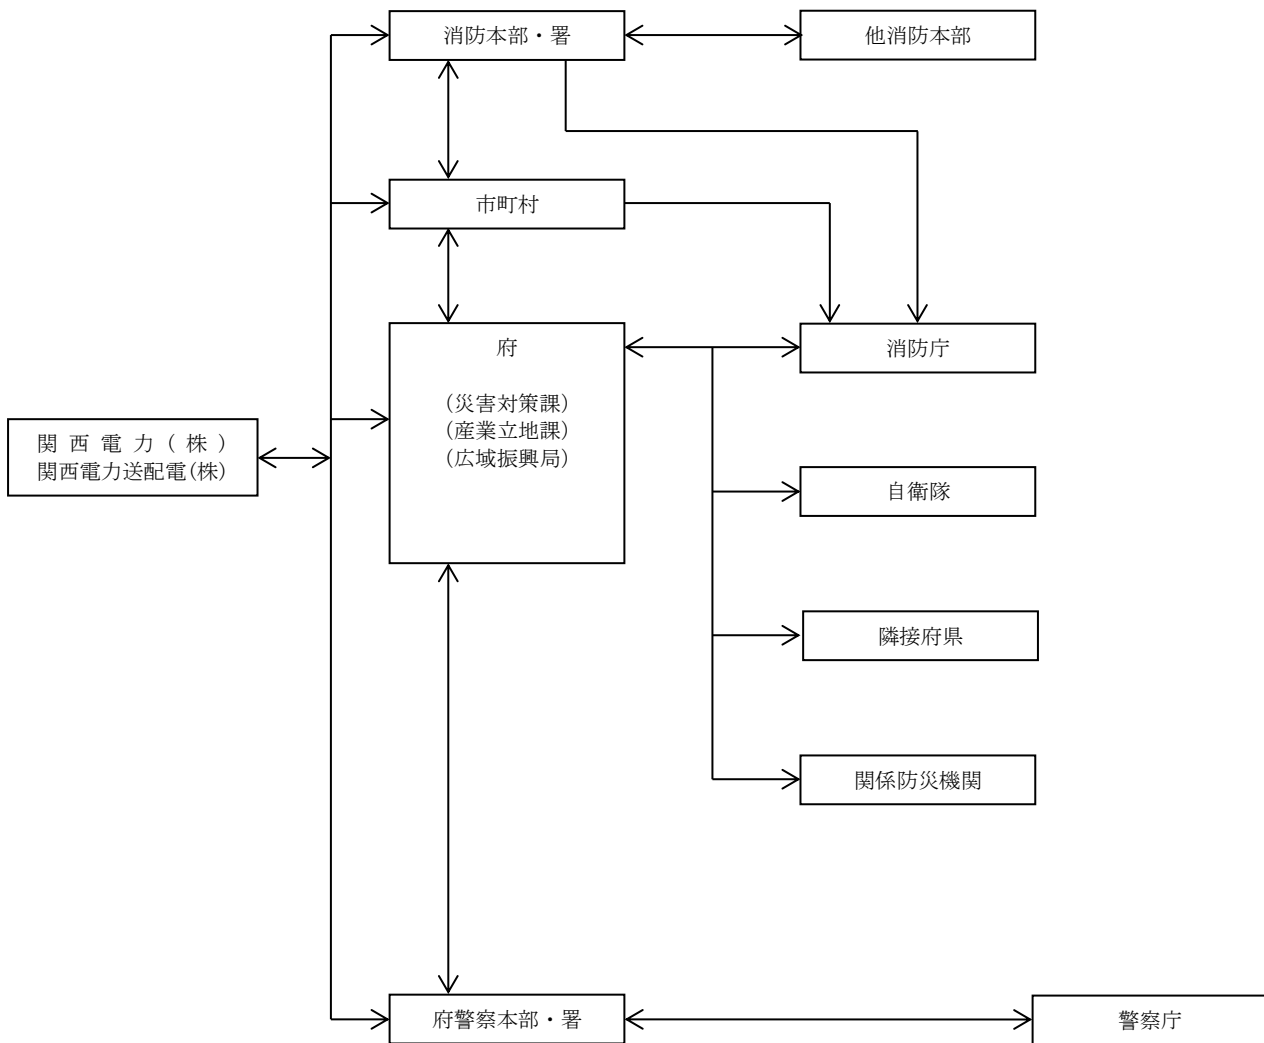 消防本部・署
他消防本部
市町村
府
消防庁
(災害対策課)
(産業立地課)
(広域振興局)
関西電力(株)
関西電力送配電(株)
自衛隊
隣接府県
関係防災機関
府警察本部・署
警察庁